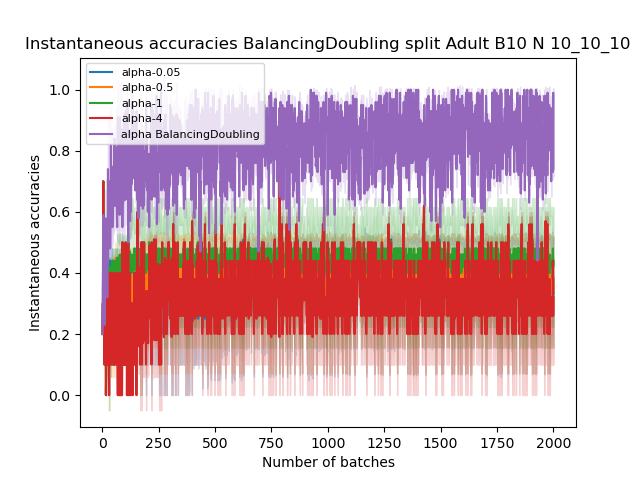 Instantaneous accuracies BalancingDoubling split Adult B10 N 10_10_10
alpha-0.05
alpha-0.5
alpha-1
alpha-4
alpha BalancingDoubling
Instantaneous accuracies
1.0
0.8
0.6
0.4
0.2
0.0
0 250 500 750 1000 1250 1500 1750 2000
Number of batches